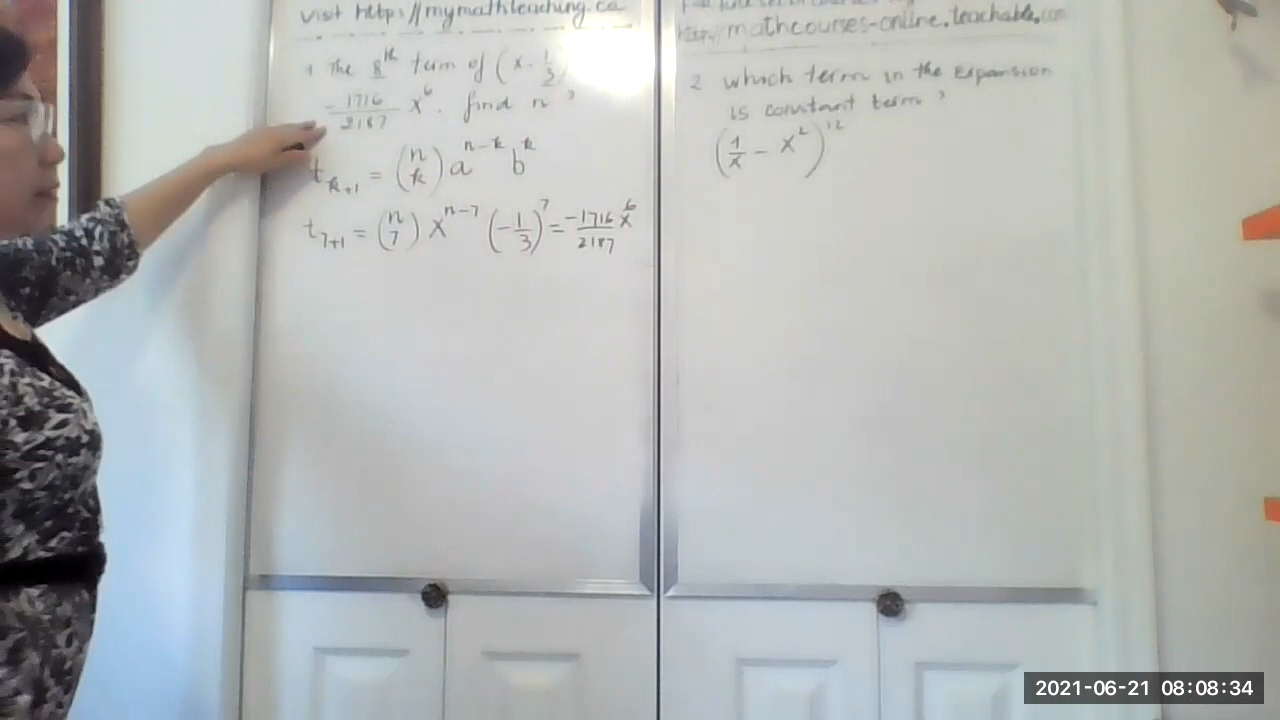 visit https://mymathteaching.ca
1 The 8th term of (x - 1/3)
-1716/2187 x^6. find n ?
t_{k+1} = (n k) a^{n-k} b^k
t_{7+1} = (n 7) x^{n-7} (-1/3)^7 = -1716/2187 x^6
mathcourses-online.teachable.com
2 which term in the expansion
is constant term ?
(1/x - x^2)^12
2021-06-21 08:08:34